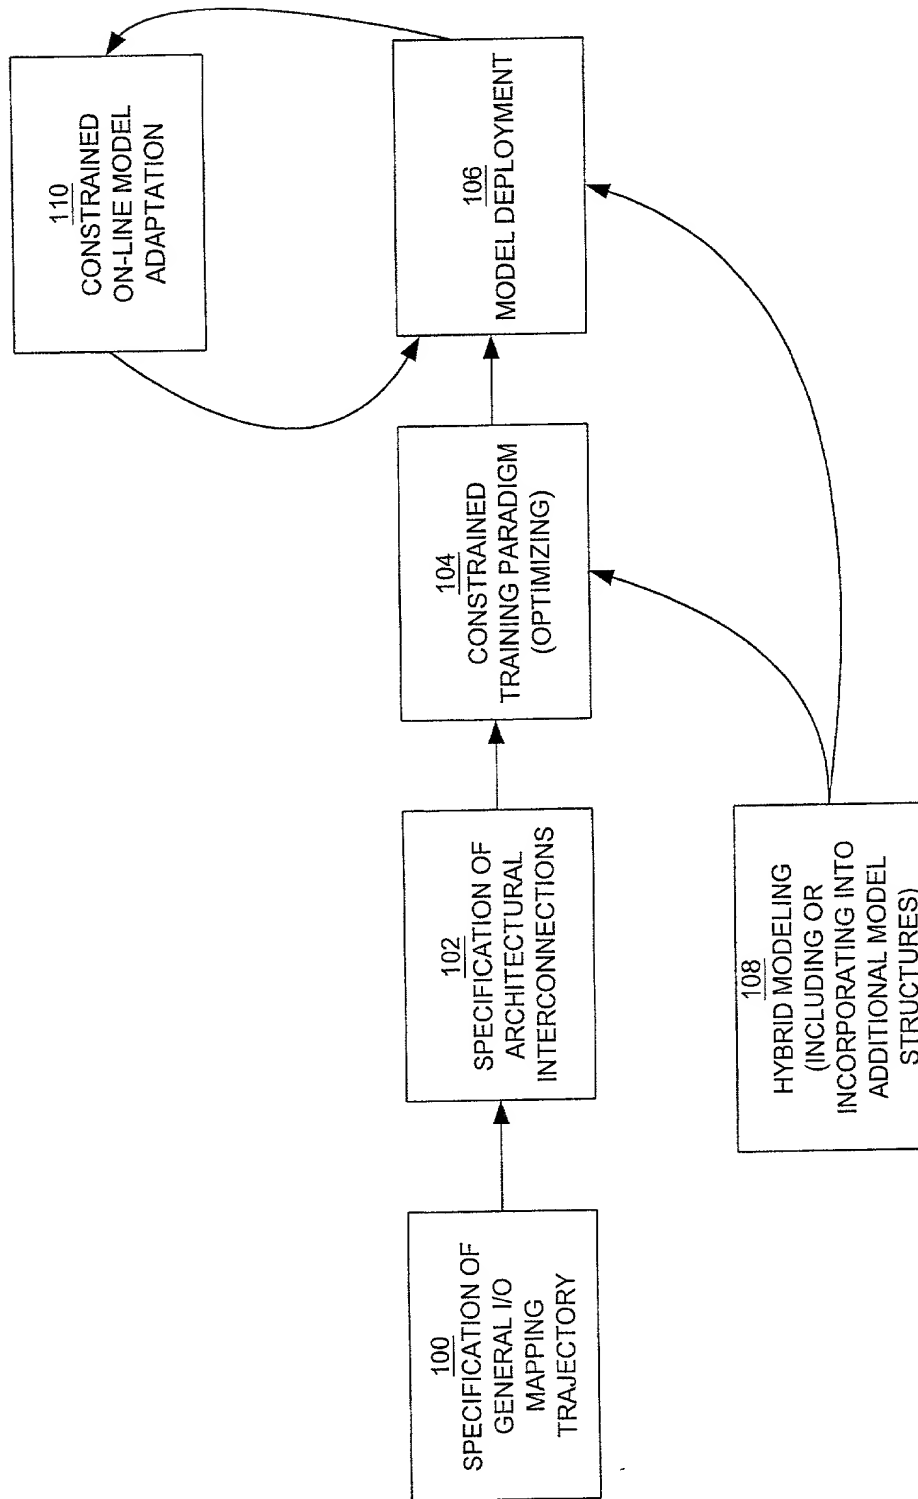 110
CONSTRAINED
ON-LINE MODEL
ADAPTATION
106
MODEL DEPLOYMENT
104
CONSTRAINED
TRAINING PARADIGM
(OPTIMIZING)
102
SPECIFICATION OF
ARCHITECTURAL
INTERCONNECTIONS
100
SPECIFICATION OF
GENERAL I/O
MAPPING
TRAJECTORY
108
HYBRID MODELING
(INCLUDING OR
INCORPORATING INTO
ADDITIONAL MODEL
STRUCTURES)